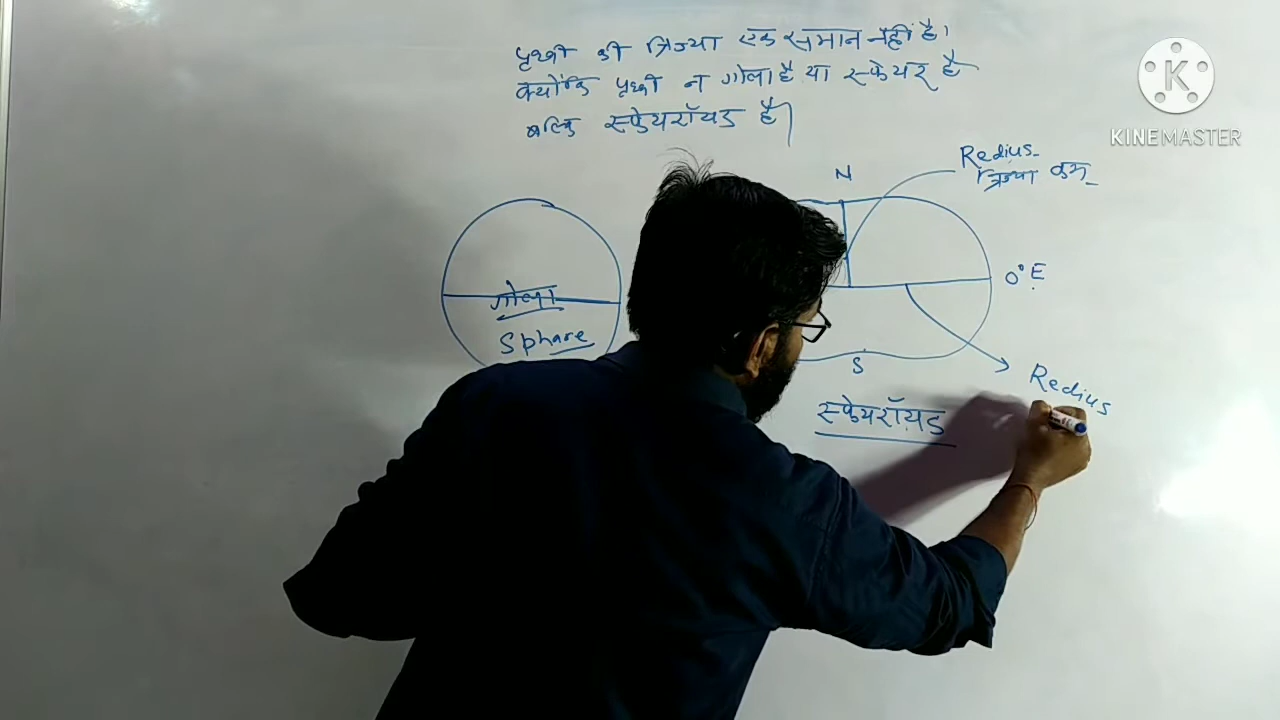 पृथ्वी की त्रिज्या एक समान नहीं है।
क्योंकि पृथ्वी न गोला है या स्फेयर है
बल्कि स्फेयरॉयड है।
K
KINEMASTER
N
Redius
त्रिज्या कम
गोला
Sphare
0° E
S
Redius
स्फेयरॉयड